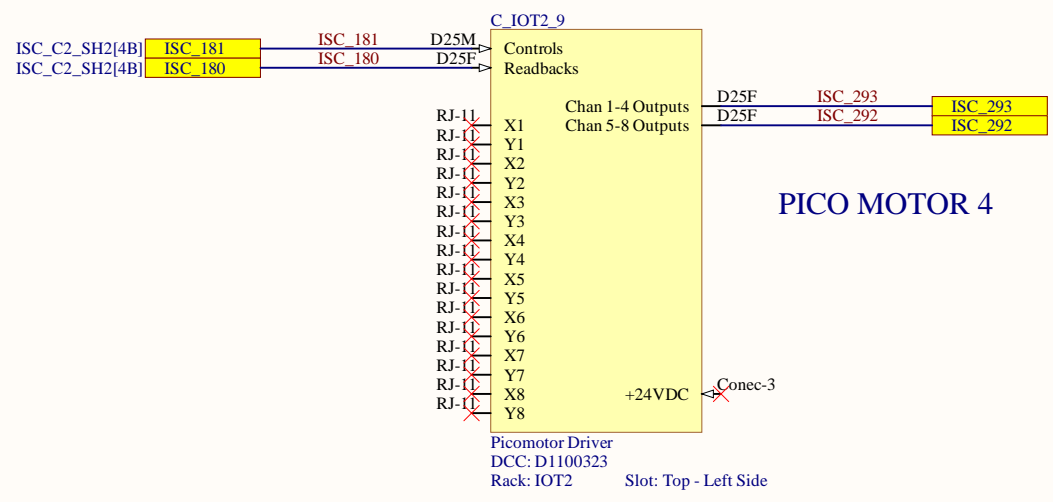 C_IOT2_9
ISC_C2_SH2[4B] ISC_181 ISC_181 D25M Controls
ISC_C2_SH2[4B] ISC_180 ISC_180 D25F Readbacks
Chan 1-4 Outputs D25F ISC_293 ISC_293
Chan 5-8 Outputs D25F ISC_292 ISC_292
RJ-11 X1
RJ-11 Y1
RJ-11 X2
RJ-11 Y2
RJ-11 X3
RJ-11 Y3
RJ-11 X4
RJ-11 Y4
RJ-11 X5
RJ-11 Y5
RJ-11 X6
RJ-11 Y6
RJ-11 X7
RJ-11 Y7
RJ-11 X8
RJ-11 Y8
PICO MOTOR 4
+24VDC Conec-3
Picomotor Driver
DCC: D1100323
Rack: IOT2 Slot: Top - Left Side